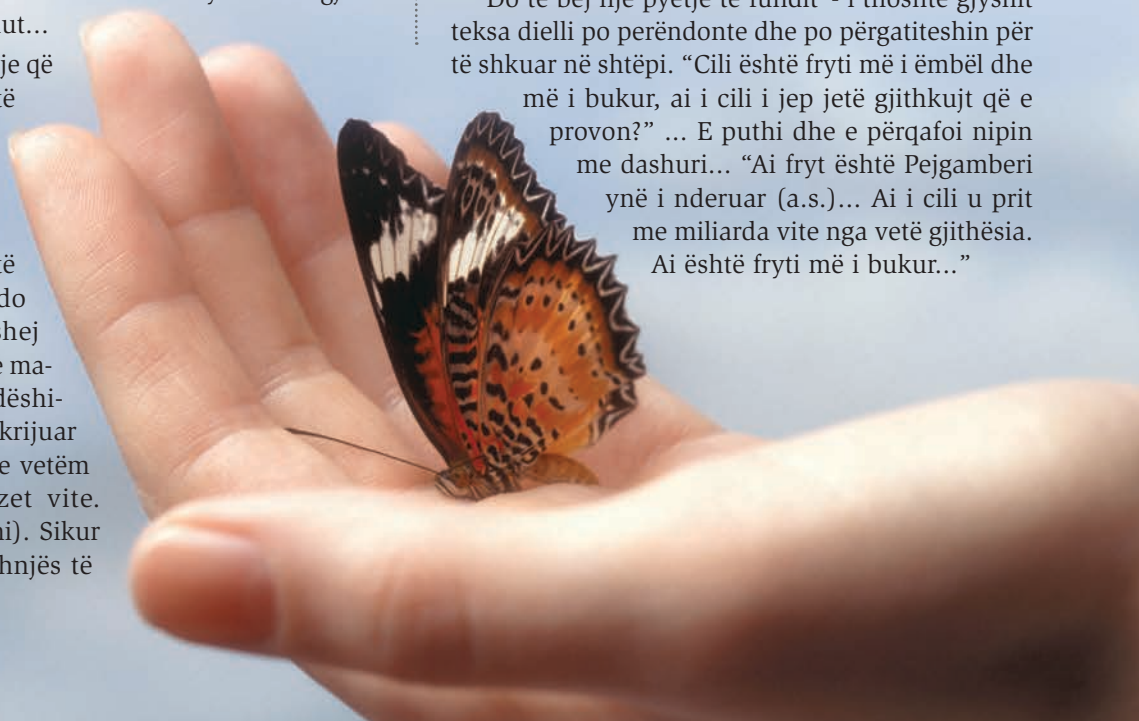 ut...
je që
të
të
do
shej
e ma-
dëshi-
krijuar
e vetëm
zet vite.
i). Sikur
hnjës të
Do të bëj një pyetje të fundit”- i thoshte gjyshi
teksa dielli po perëndonte dhe po përgatiteshin për
të shkuar në shtëpi. “Cili është fryti më i ëmbël dhe
më i bukur, ai i cili i jep jetë gjithkujt që e
provon?” ... E puthi dhe e përqafoi nipin
me dashuri... “Ai fryt është Pejgamberi
ynë i nderuar (a.s.)... Ai i cili u prit
me miliarda vite nga vetë gjithësia.
Ai është fryti më i bukur...”